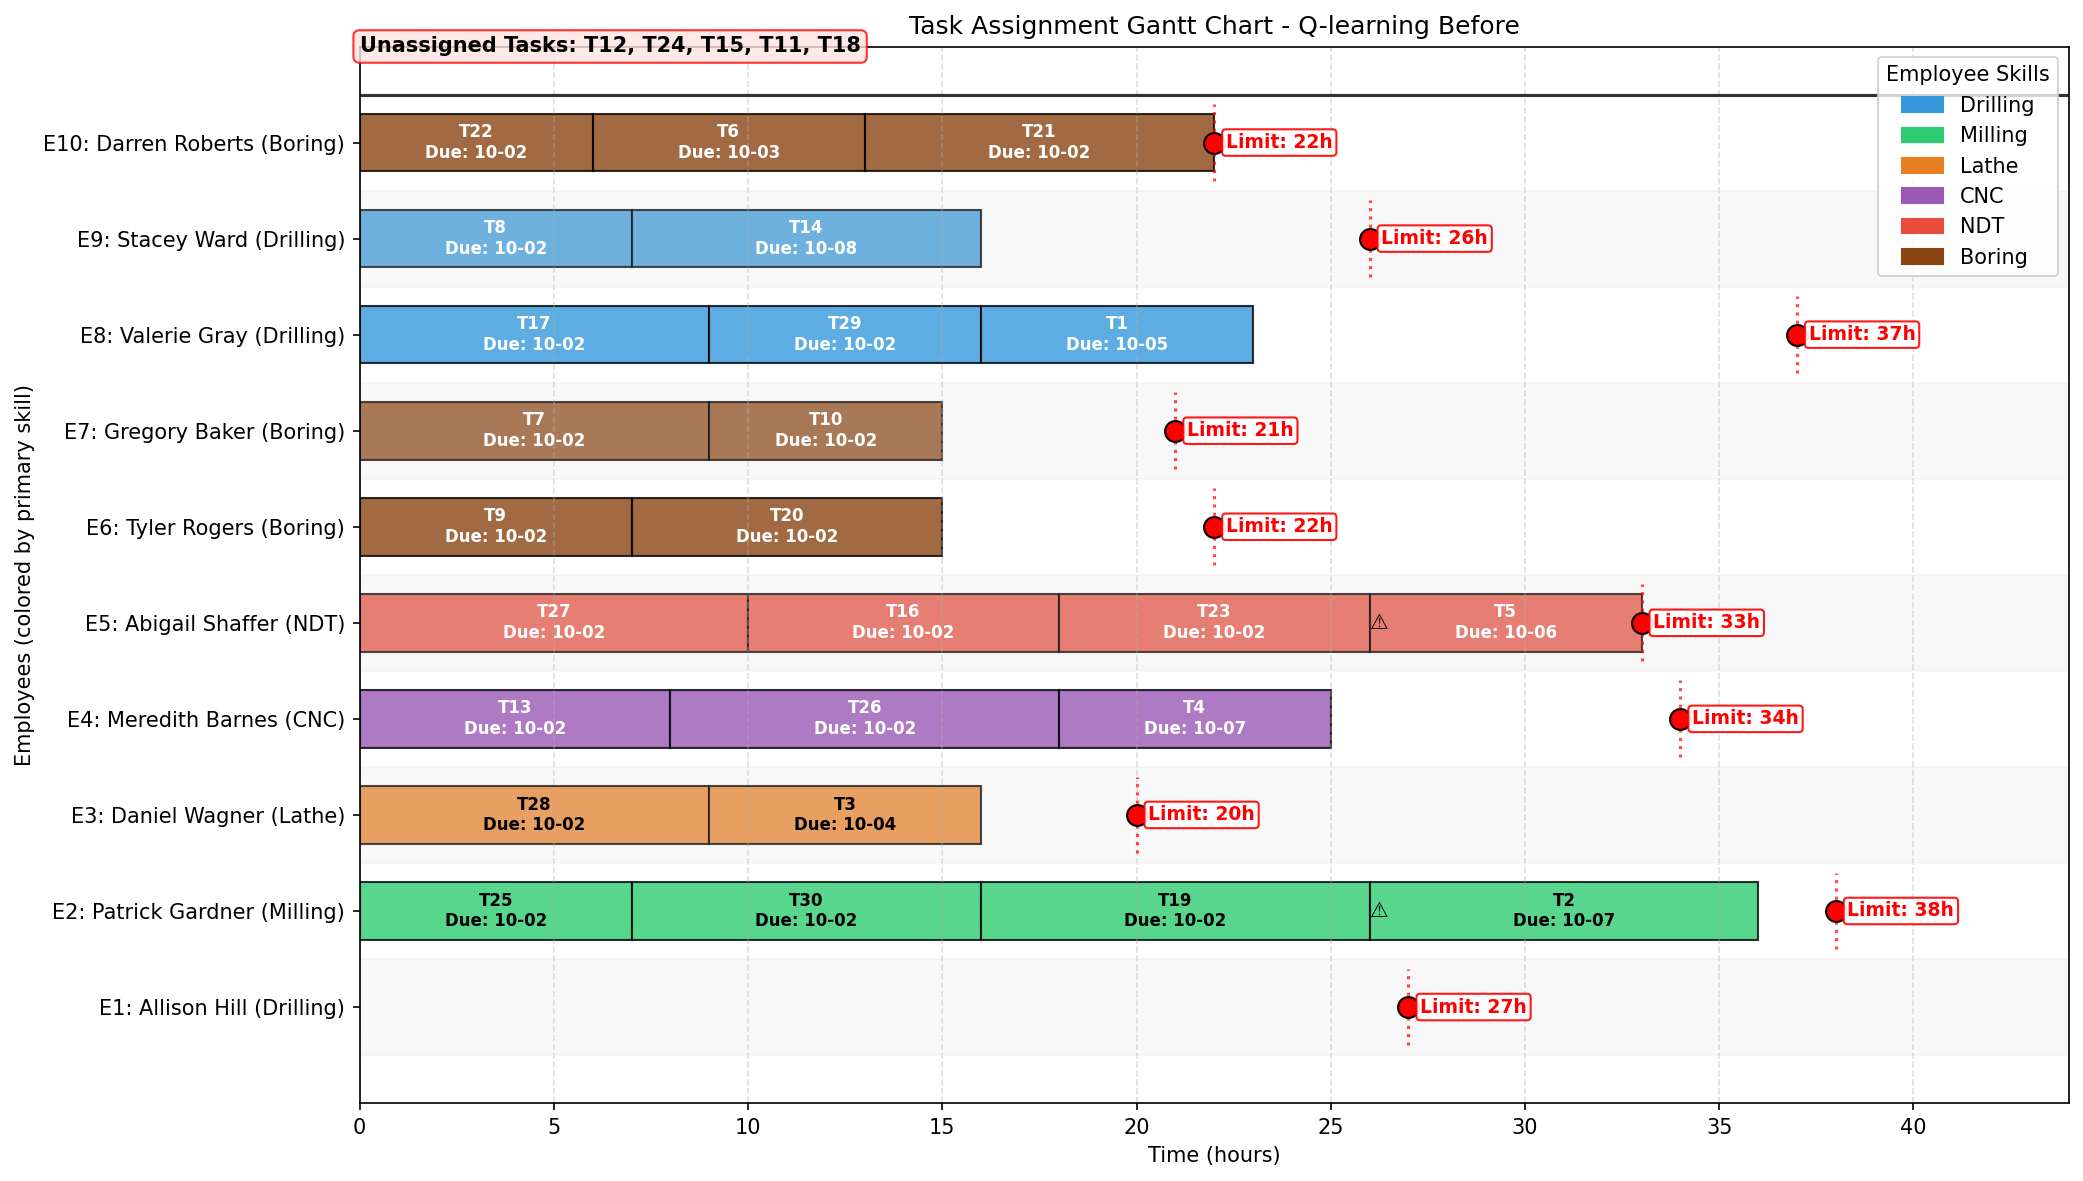 Task Assignment Gantt Chart - Q-learning Before
Unassigned Tasks: T12, T24, T15, T11, T18
Employee Skills
Drilling
Milling
Lathe
CNC
NDT
Boring
Employees (colored by primary skill)
E10: Darren Roberts (Boring)
T22
Due: 10-02
T6
Due: 10-03
T21
Due: 10-02
Limit: 22h
E9: Stacey Ward (Drilling)
T8
Due: 10-02
T14
Due: 10-08
Limit: 26h
E8: Valerie Gray (Drilling)
T17
Due: 10-02
T29
Due: 10-02
T1
Due: 10-05
Limit: 37h
E7: Gregory Baker (Boring)
T7
Due: 10-02
T10
Due: 10-02
Limit: 21h
E6: Tyler Rogers (Boring)
T9
Due: 10-02
T20
Due: 10-02
Limit: 22h
E5: Abigail Shaffer (NDT)
T27
Due: 10-02
T16
Due: 10-02
T23
Due: 10-02
⚠
T5
Due: 10-06
Limit: 33h
E4: Meredith Barnes (CNC)
T13
Due: 10-02
T26
Due: 10-02
T4
Due: 10-07
Limit: 34h
E3: Daniel Wagner (Lathe)
T28
Due: 10-02
T3
Due: 10-04
Limit: 20h
E2: Patrick Gardner (Milling)
T25
Due: 10-02
T30
Due: 10-02
T19
Due: 10-02
⚠
T2
Due: 10-07
Limit: 38h
E1: Allison Hill (Drilling)
Limit: 27h
0 5 10 15 20 25 30 35 40
Time (hours)